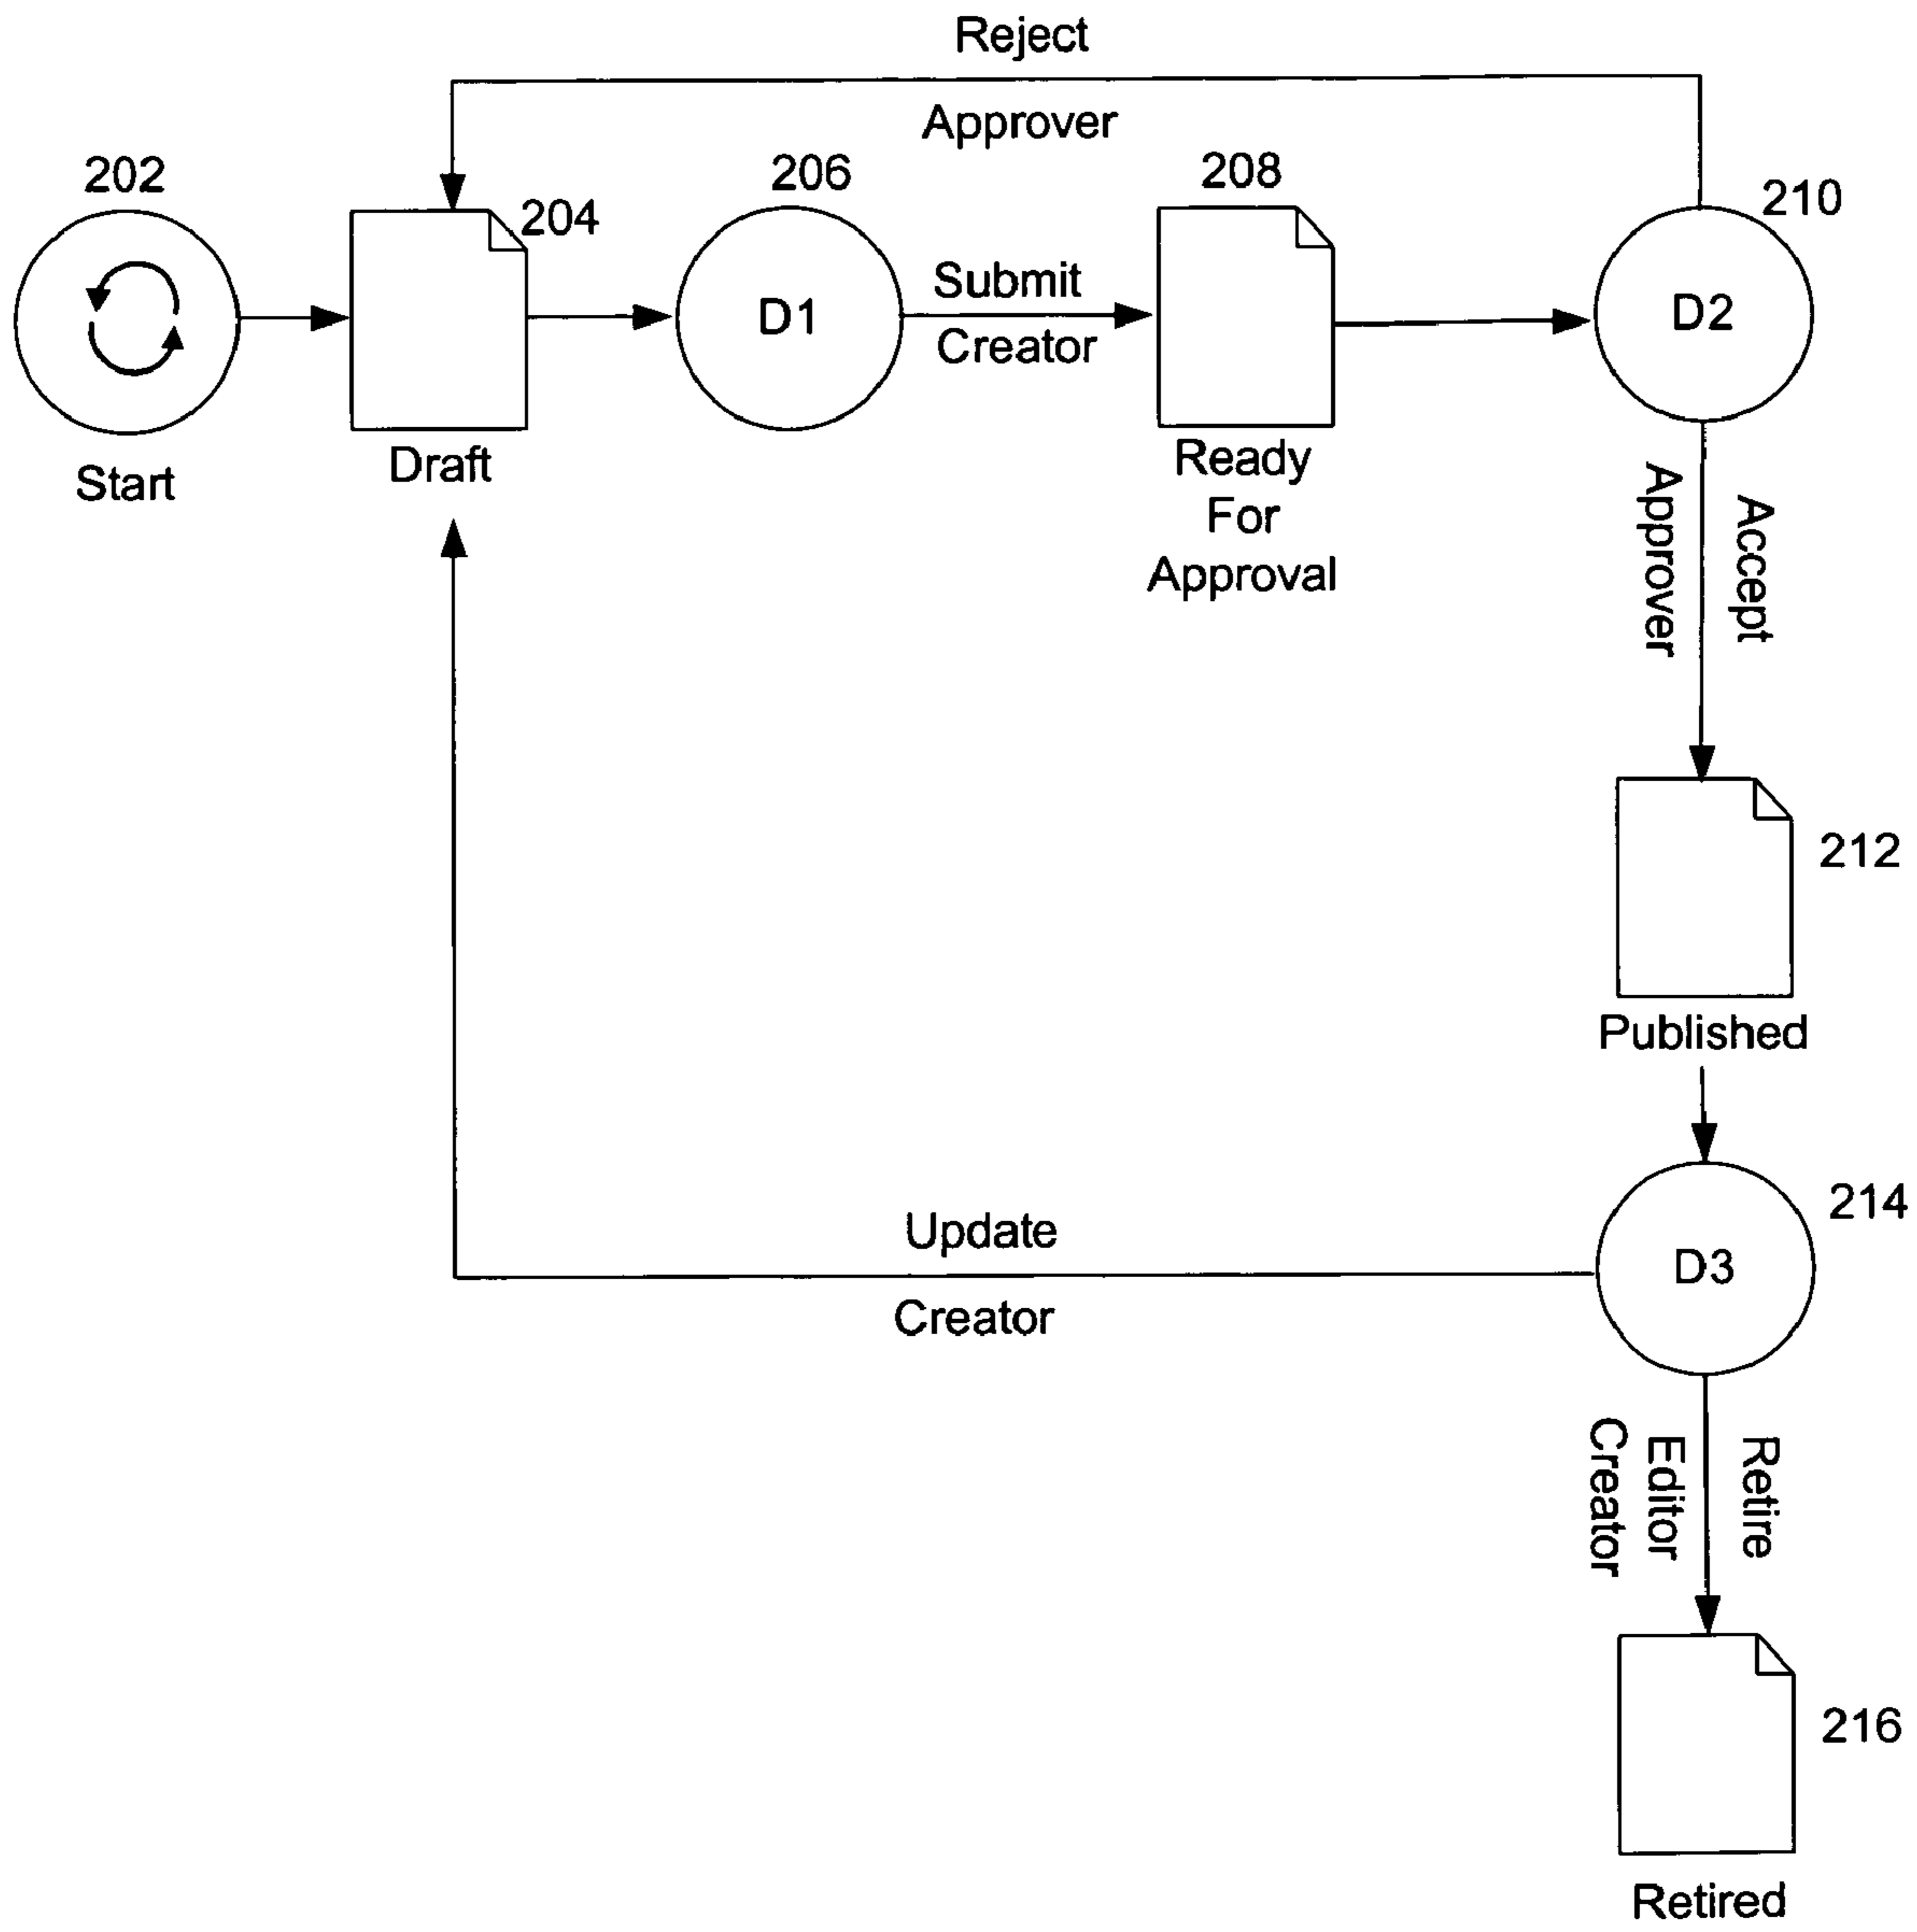 Reject
Approver
202
204
206
208
210
D1
Submit
Creator
D2
Start
Draft
Ready
For
Approval
Accept
Approver
212
Published
214
D3
Update
Creator
Retire
Editor
Creator
216
Retired